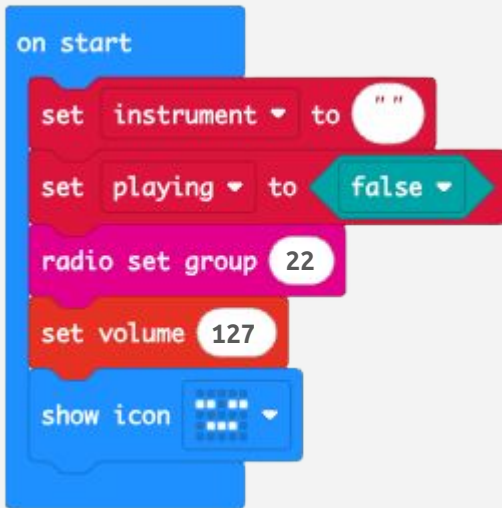 on start
set instrument to " "
set playing to false
radio set group 22
set volume 127
show icon